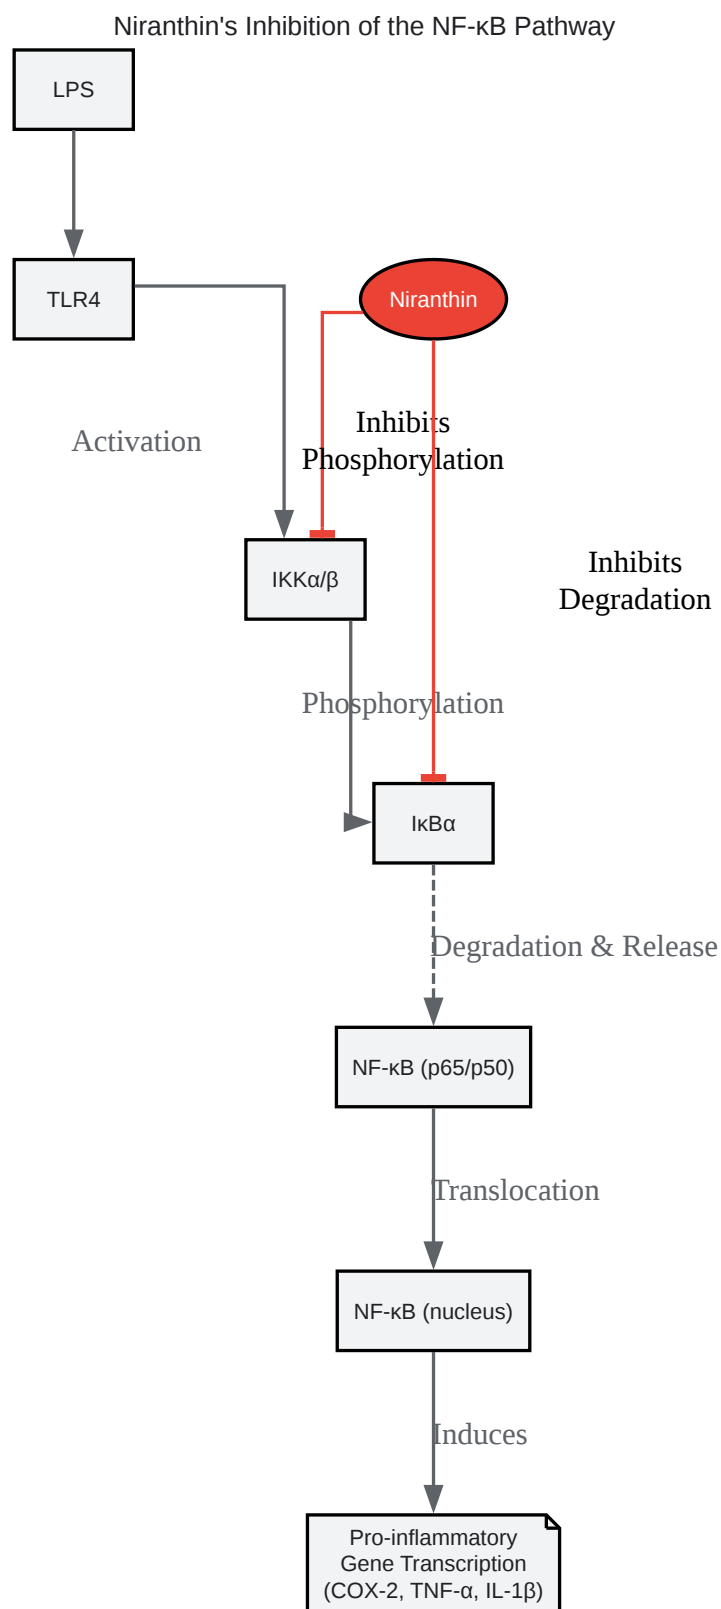 Niranthin's Inhibition of the NF-κB Pathway
LPS
TLR4
Niranthin
Activation
Inhibits
Phosphorylation
IKKα/β
Inhibits
Degradation
Phosphorylation
IκBα
Degradation & Release
NF-κB (p65/p50)
Translocation
NF-κB (nucleus)
Induces
Pro-inflammatory
Gene Transcription
(COX-2, TNF-α, IL-1β)